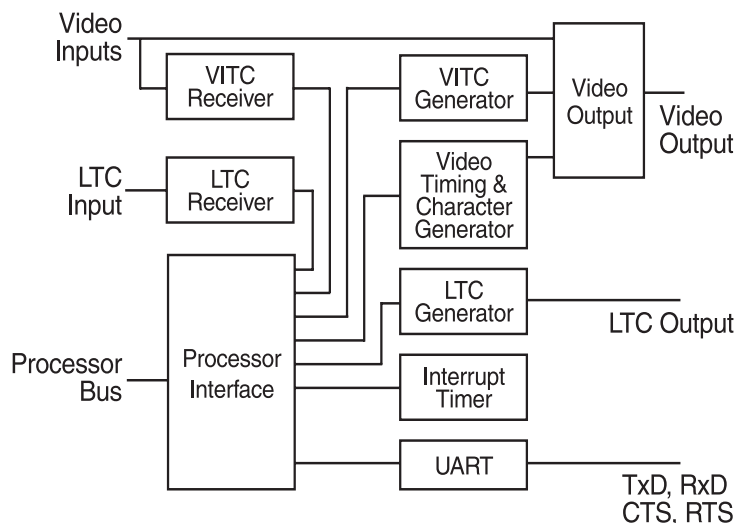 Video
Inputs
VITC
Receiver
VITC
Generator
Video
Output
Video
Output
LTC
Input
LTC
Receiver
Video
Timing &
Character
Generator
LTC
Generator
LTC Output
Processor
Bus
Processor
Interface
Interrupt
Timer
UART
TxD, RxD
CTS, RTS